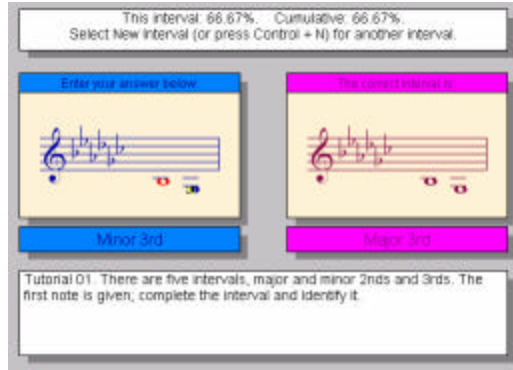 This interval: 66.67%. Cumulative: 66.67%.
Select New Interval (or press Control + N) for another interval.
Enter your answer below.
The correct interval is
Minor 3rd
Major 3rd
Tutorial 01. There are five intervals, major and minor 2nds and 3rds. The
first note is given; complete the interval and identify it.